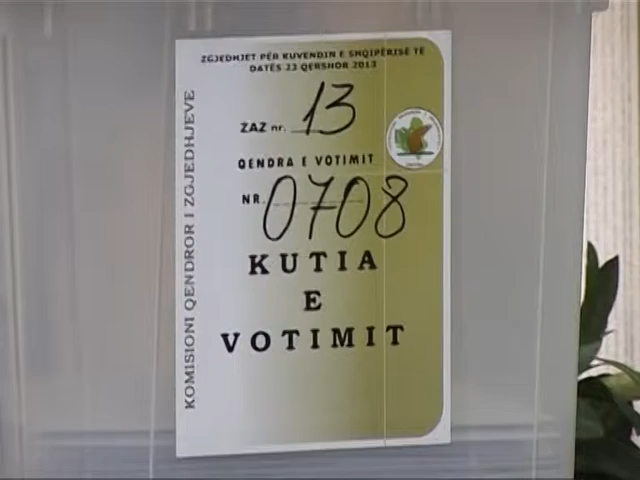 ZGJEDHJET PËR KUVENDIN E SHQIPËRISË TË
DATËS 23 QERSHOR 2013
KOMISIONI QENDROR I ZGJEDHJEVE
ZAZ nr. 13
QENDRA E VOTIMIT
NR. 0708
KUTIA
E
VOTIMIT